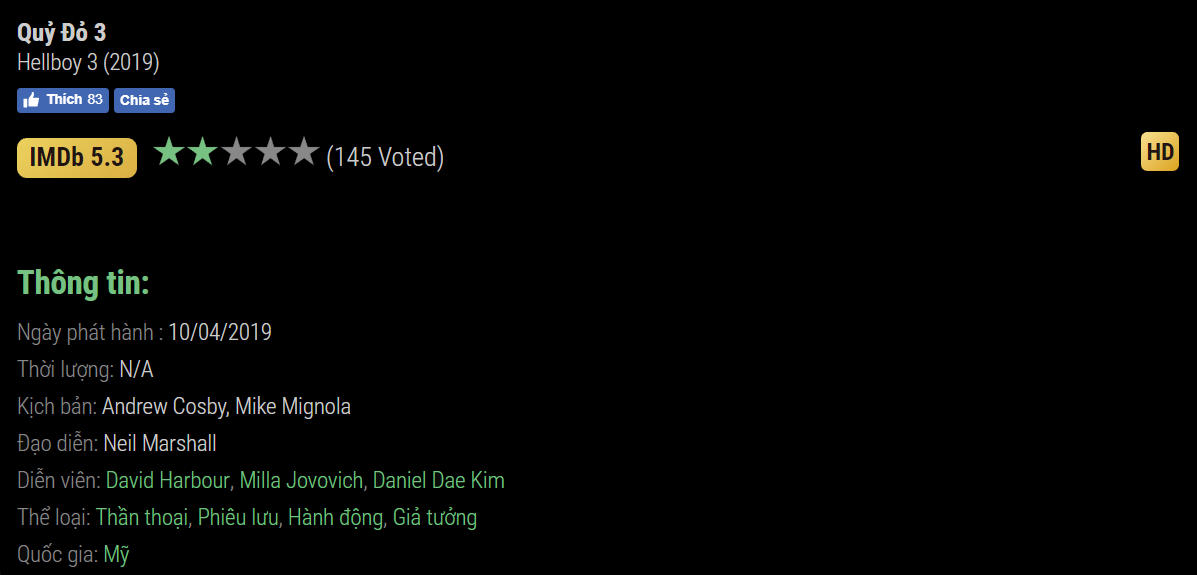 Quỷ Đỏ 3
Hellboy 3 (2019)
Thích 83 Chia sẻ
IMDb 5.3 (145 Voted) HD
Thông tin:
Ngày phát hành : 10/04/2019
Thời lượng: N/A
Kịch bản: Andrew Cosby, Mike Mignola
Đạo diễn: Neil Marshall
Diễn viên: David Harbour, Milla Jovovich, Daniel Dae Kim
Thể loại: Thần thoại, Phiêu lưu, Hành động, Giả tưởng
Quốc gia: Mỹ